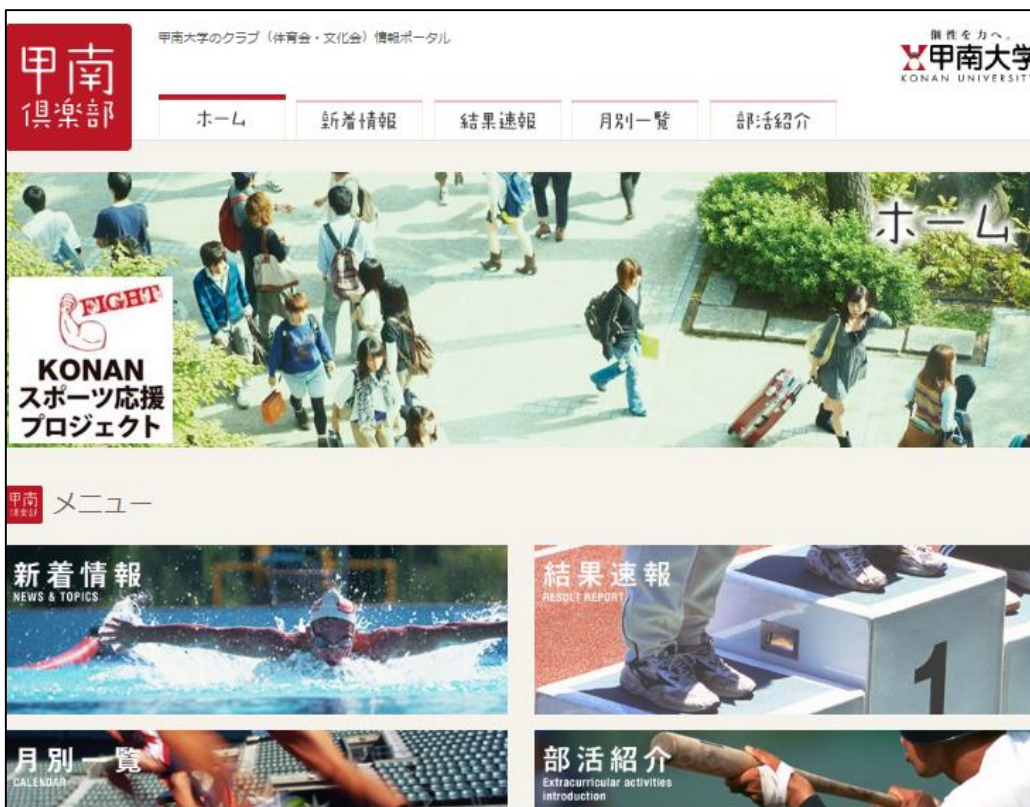 甲南
倶楽部
甲南大学のクラブ（体育会・文化会）情報ポータル
個性を力へ。
甲南大学
KONAN UNIVERSITY
ホーム
新着情報
結果速報
月別一覧
部活紹介
ホーム
FIGHT
KONAN
スポーツ応援
プロジェクト
甲南
倶楽部
メニュー
新着情報
NEWS & TOPICS
結果速報
RESULT REPORT
1
月別一覧
CALENDAR
部活紹介
Extracurricular activities
introduction